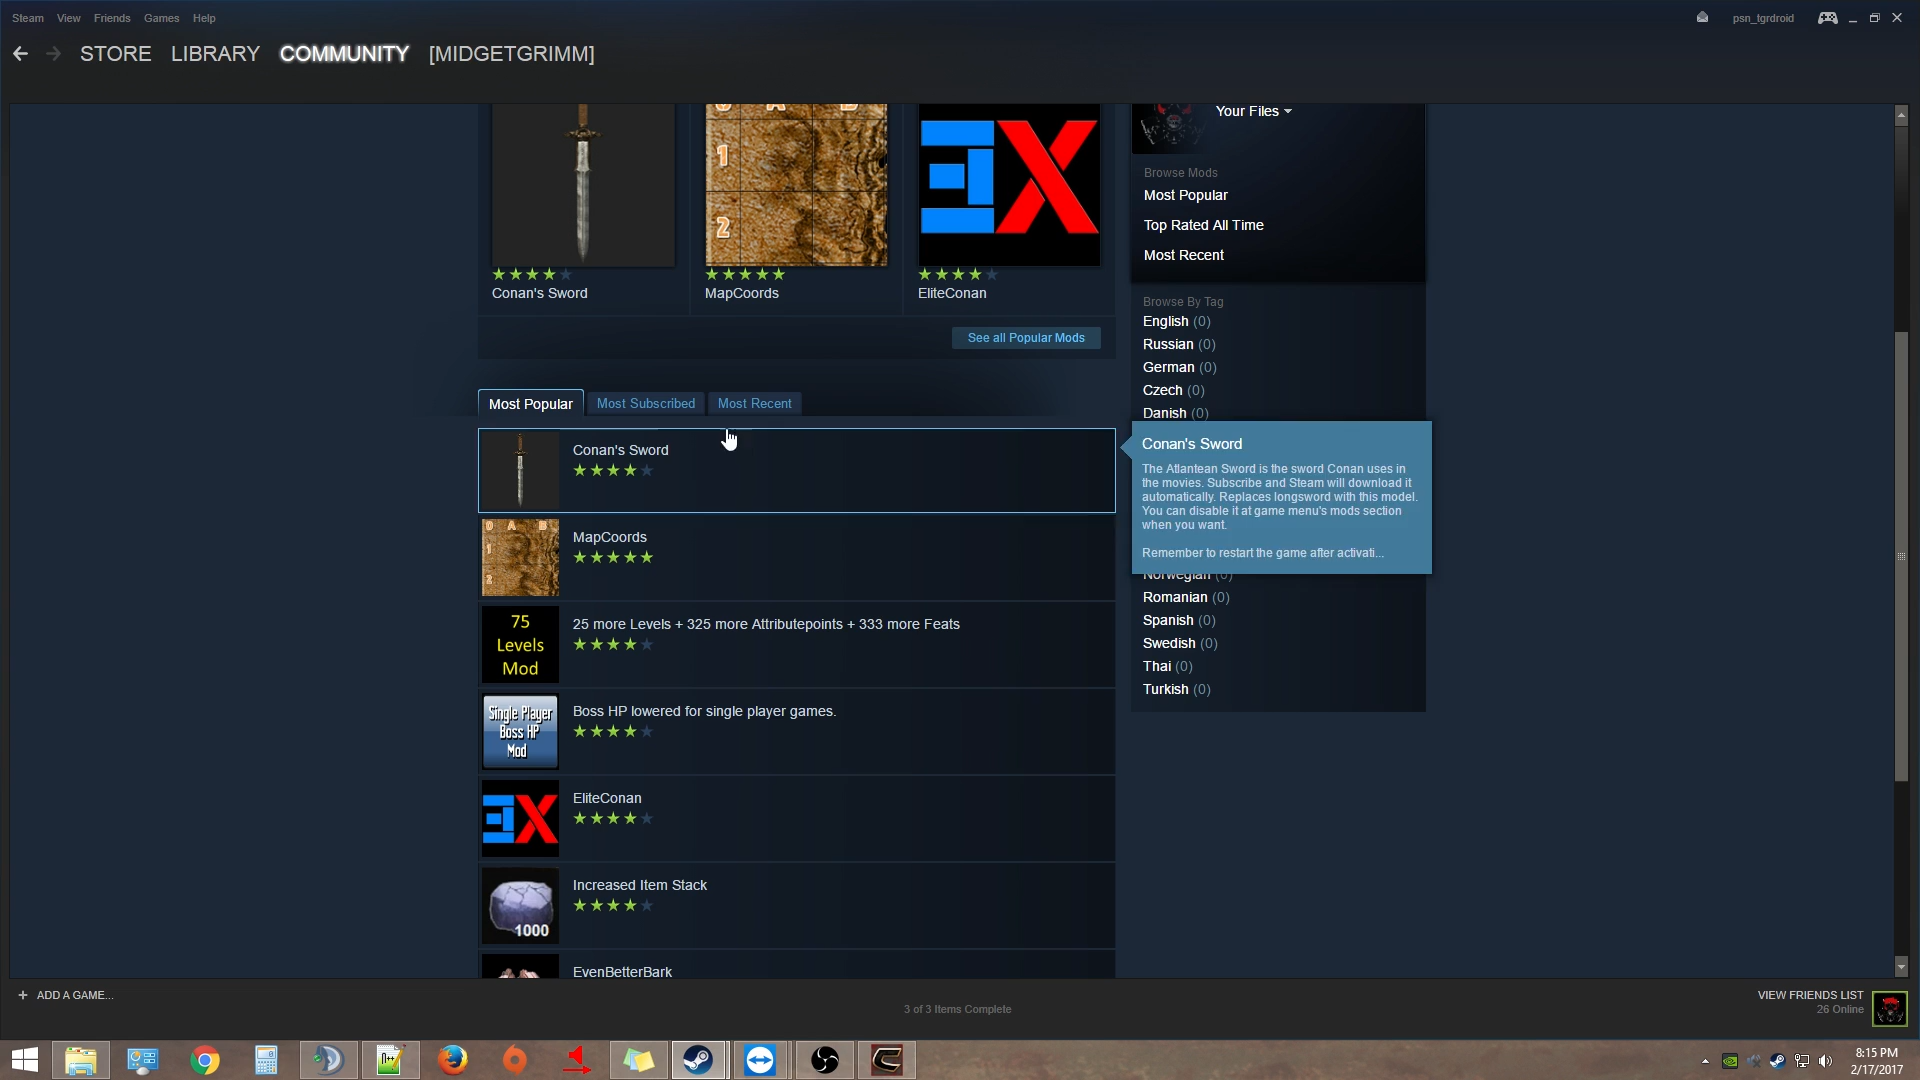 Steam View Friends Games Help
psn_tgrdroid
STORE LIBRARY COMMUNITY [MIDGETGRIMM]
Your Files
1
2
Browse Mods
Most Popular
Top Rated All Time
Most Recent
Conan's Sword
MapCoords
EliteConan
See all Popular Mods
Browse By Tag
English (0)
Russian (0)
German (0)
Czech (0)
Danish (0)
Most Popular
Most Subscribed
Most Recent
Conan's Sword
Conan's Sword
The Atlantean Sword is the sword Conan uses in
the movies. Subscribe and Steam will download it
automatically. Replaces longsword with this model.
You can disable it at game menu's mods section
when you want.
Remember to restart the game after activati...
0 A B
1
2
MapCoords
Norwegian (0)
Romanian (0)
Spanish (0)
Swedish (0)
Thai (0)
Turkish (0)
75
Levels
Mod
25 more Levels + 325 more Attributepoints + 333 more Feats
Single Player
Boss HP
Mod
Boss HP lowered for single player games.
EliteConan
1000
Increased Item Stack
EvenBetterBark
+ ADD A GAME...
3 of 3 Items Complete
VIEW FRIENDS LIST
26 Online
8:15 PM
2/17/2017